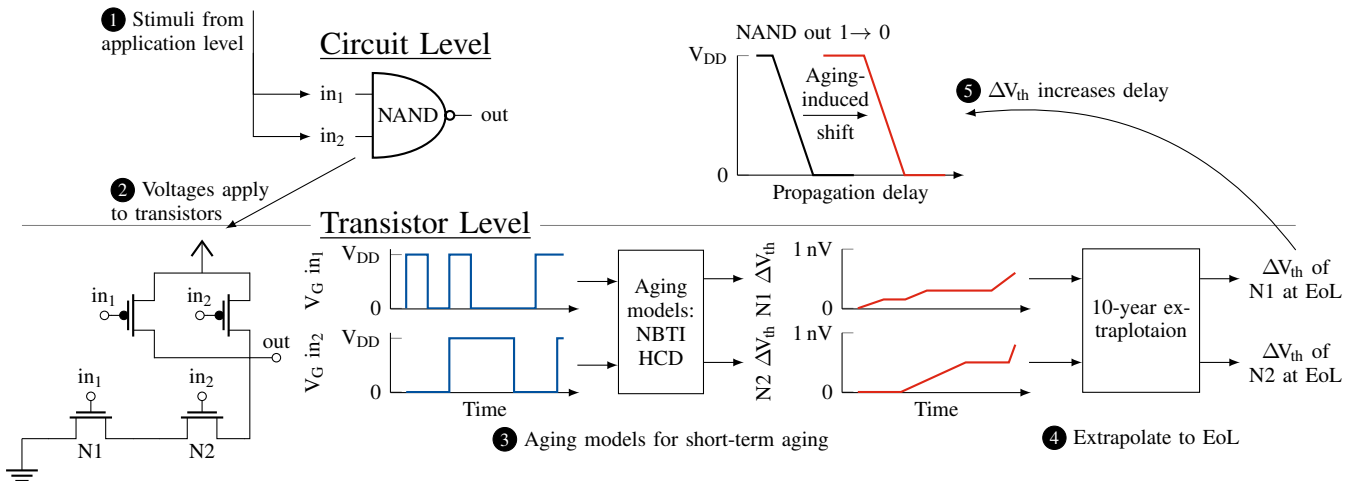 1 Stimuli from
application level
Circuit Level
in1
in2
NAND
out
NAND out 1→ 0
VDD
0
Aging-
induced
shift
Propagation delay
5 ΔVth increases delay
2 Voltages apply
to transistors
Transistor Level
in1
in2
out
in1
in2
N1
N2
VG in1
VDD
0
VG in2
VDD
0
Time
Aging
models:
NBTI
HCD
3 Aging models for short-term aging
N1 ΔVth
1 nV
0
N2 ΔVth
1 nV
0
Time
10-year ex-
traplotaion
4 Extrapolate to EoL
ΔVth of
N1 at EoL
ΔVth of
N2 at EoL